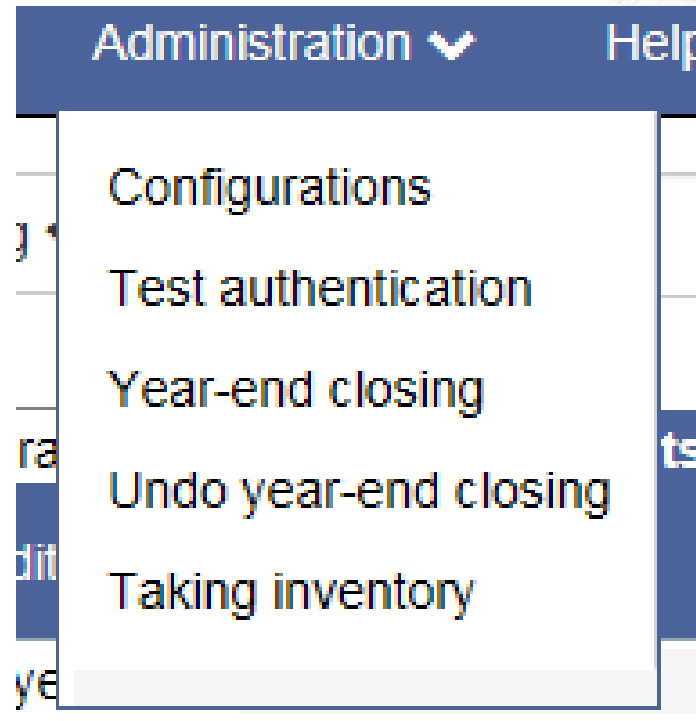 Administration Help
Configurations
Test authentication
Year-end closing
Undo year-end closing
Taking inventory